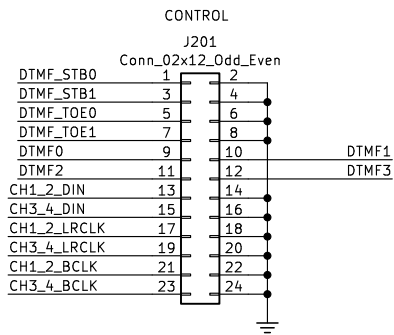 CONTROL
J201
Conn_02x12_Odd_Even
DTMF_STB0 1 2
DTMF_STB1 3 4
DTMF_TOE0 5 6
DTMF_TOE1 7 8
DTMF0 9 10 DTMF1
DTMF2 11 12 DTMF3
CH1_2_DIN 13 14
CH3_4_DIN 15 16
CH1_2_LRCLK 17 18
CH3_4_LRCLK 19 20
CH1_2_BCLK 21 22
CH3_4_BCLK 23 24